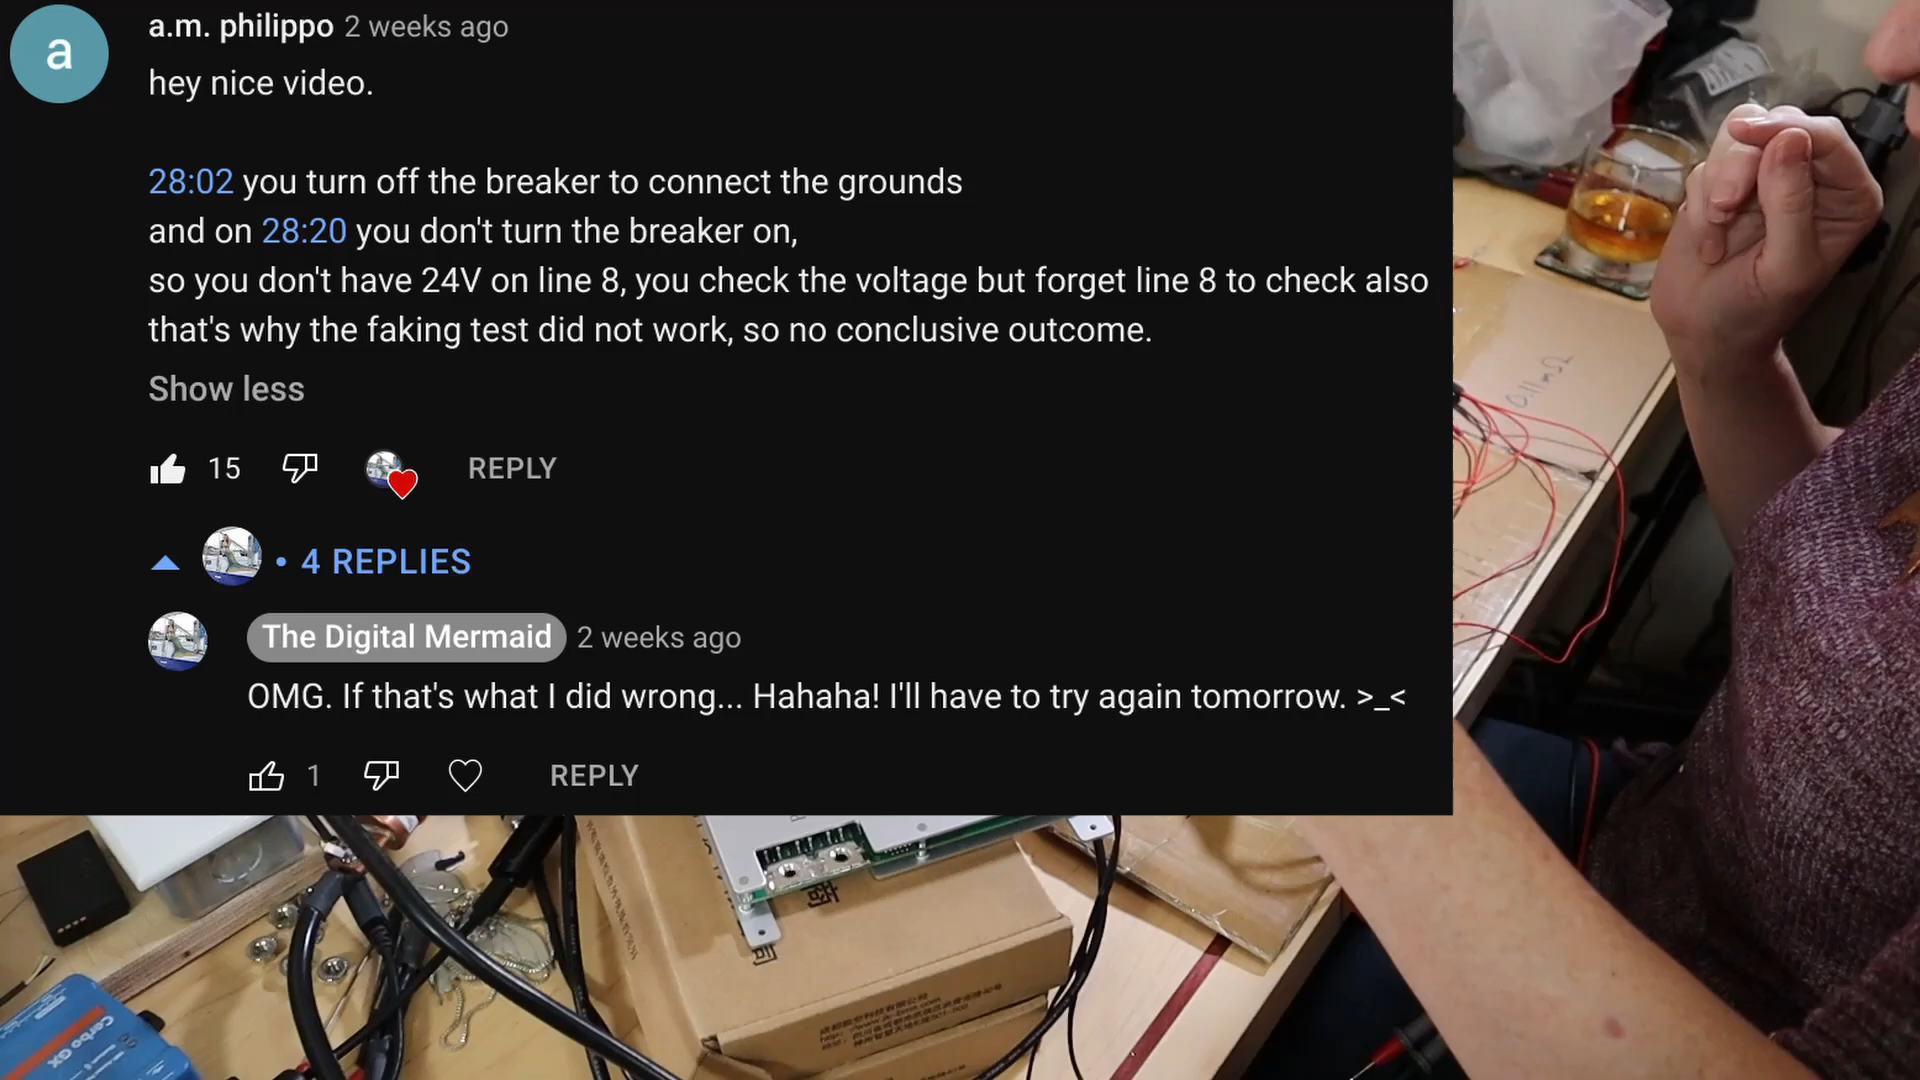 a
a.m. philippo 2 weeks ago
hey nice video.
28:02 you turn off the breaker to connect the grounds
and on 28:20 you don't turn the breaker on,
so you don't have 24V on line 8, you check the voltage but forget line 8 to check also
that's why the faking test did not work, so no conclusive outcome.
Show less
15 REPLY
• 4 REPLIES
The Digital Mermaid 2 weeks ago
OMG. If that's what I did wrong... Hahaha! I'll have to try again tomorrow. >_<
1 REPLY
0.11mΩ
Cerbo GX